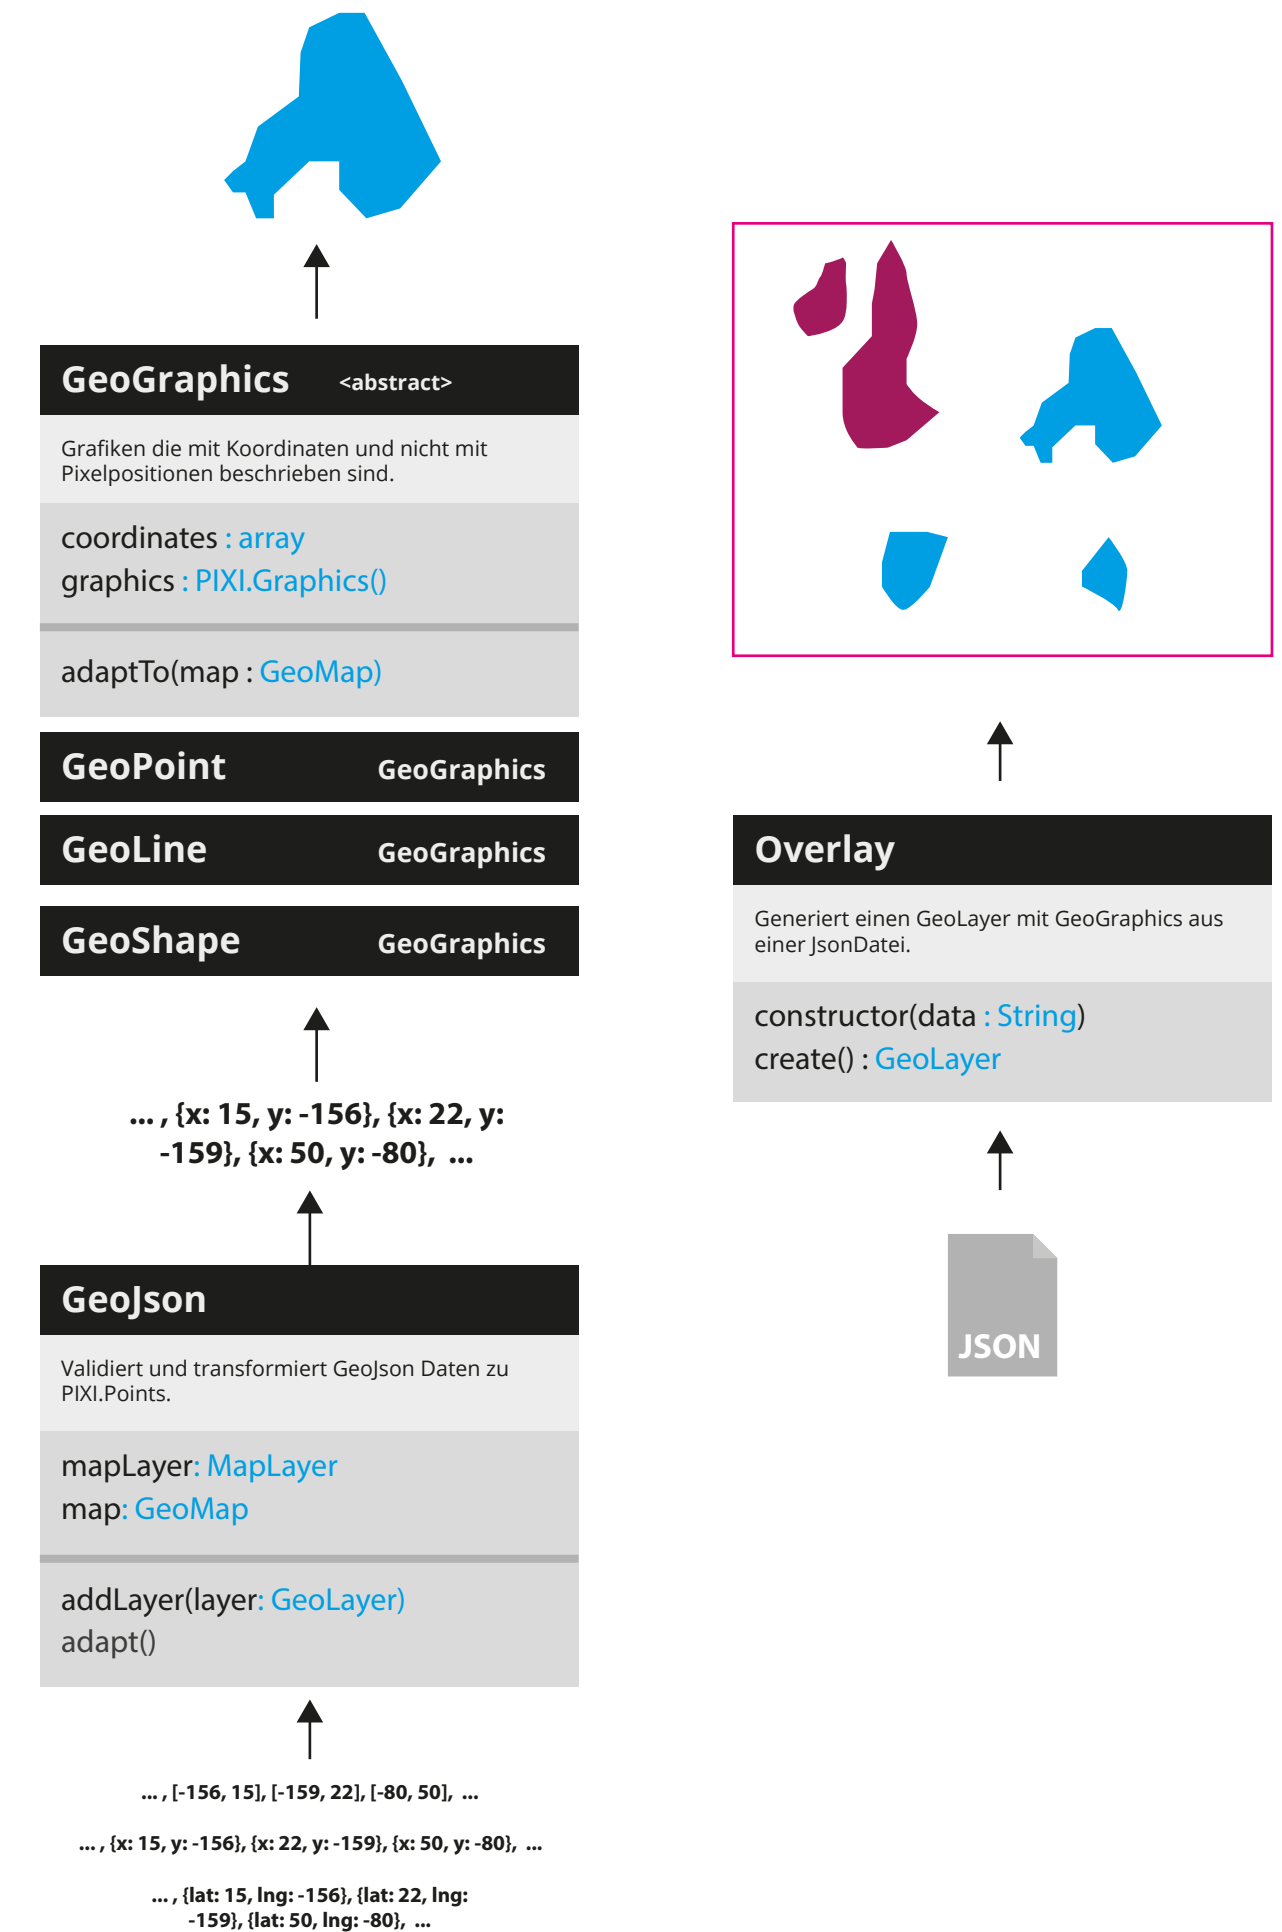 GeoGraphics <abstract>
Grafiken die mit Koordinaten und nicht mit
Pixelpositionen beschrieben sind.
coordinates : array
graphics : PIXI.Graphics()
adaptTo(map : GeoMap)
GeoPoint GeoGraphics
GeoLine GeoGraphics
GeoShape GeoGraphics
... , {x: 15, y: -156}, {x: 22, y:
-159}, {x: 50, y: -80}, ...
GeoJson
Validiert und transformiert GeoJson Daten zu
PIXI.Points.
mapLayer: MapLayer
map: GeoMap
addLayer(layer: GeoLayer)
adapt()
... , [-156, 15], [-159, 22], [-80, 50], ...
... , {x: 15, y: -156}, {x: 22, y: -159}, {x: 50, y: -80}, ...
... , {lat: 15, lng: -156}, {lat: 22, lng:
-159}, {lat: 50, lng: -80}, ...
Overlay
Generiert einen GeoLayer mit GeoGraphics aus
einer JsonDatei.
constructor(data : String)
create() : GeoLayer
JSON